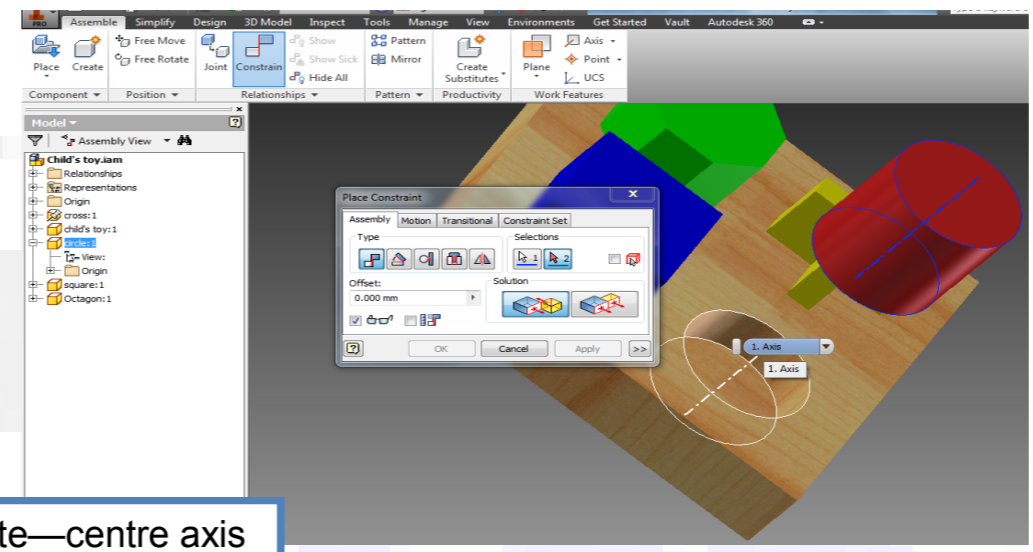 PRO Assemble Simplify Design 3D Model Inspect Tools Manage View Environments Get Started Vault Autodesk 360
Place Create Free Move Joint Constrain Show Pattern Create Substitutes Plane Axis
Free Rotate Show Sick Mirror Point
Hide All UCS
Component Position Relationships Pattern Productivity Work Features
Model
Assembly View
Child's toy.iam
Relationships
Representations
Origin
cross:1
child's toy:1
circle:1
View:
Origin
square:1
Octagon:1
Place Constraint
Assembly Motion Transitional Constraint Set
Type Selections
1 2
Offset: Solution
0.000 mm
OK Cancel Apply >>
1. Axis
1. Axis
te—centre axis